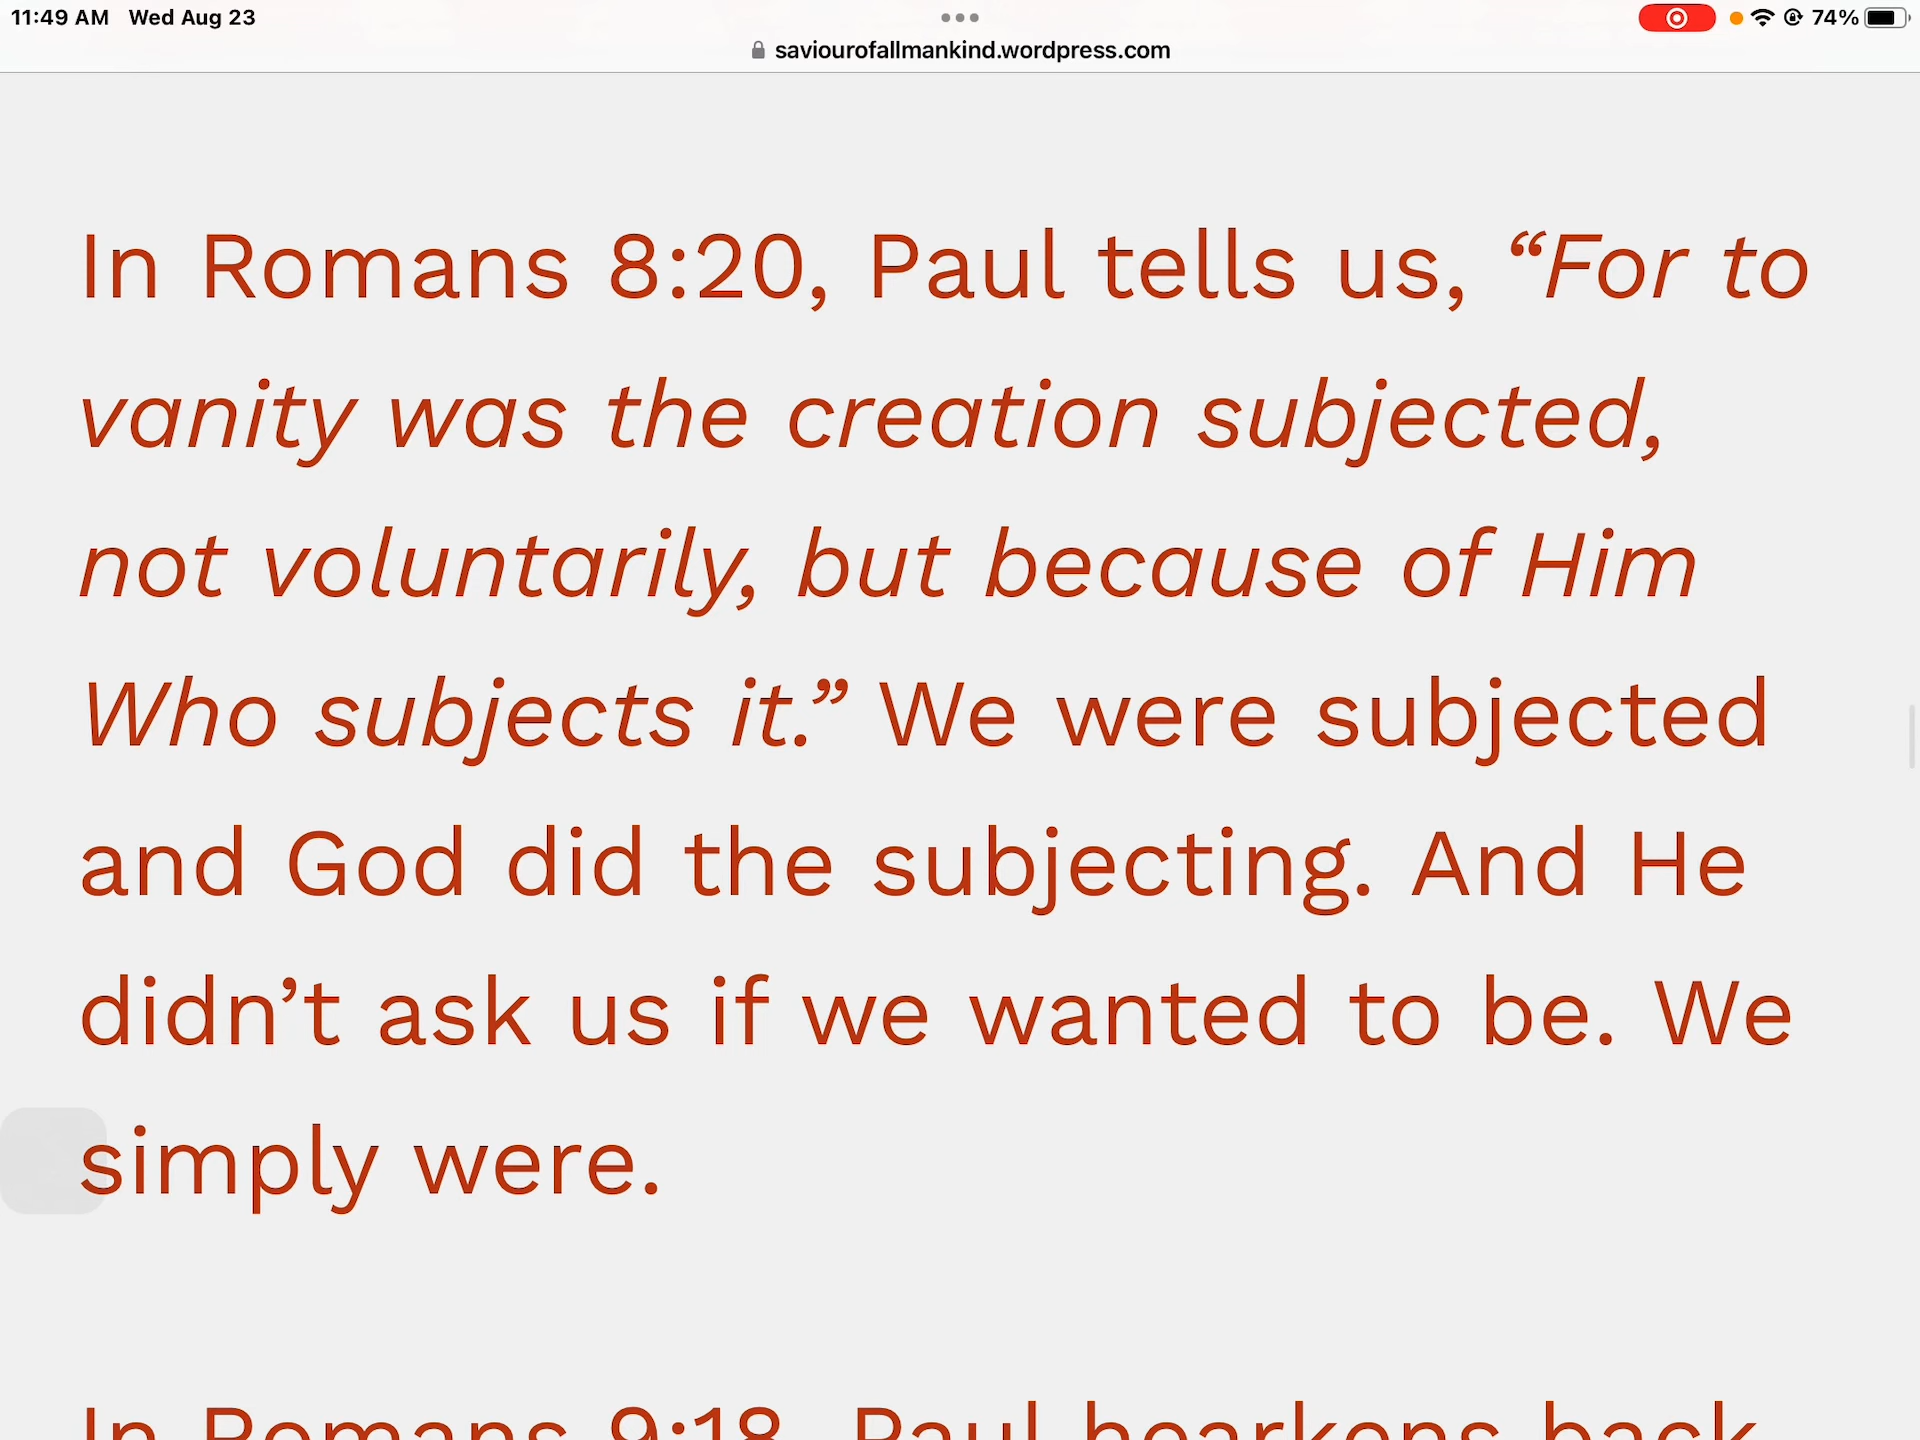 11:49 AM Wed Aug 23
74%
saviourofallmankind.wordpress.com
In Romans 8:20, Paul tells us, “For to
vanity was the creation subjected,
not voluntarily, but because of Him
Who subjects it.” We were subjected
and God did the subjecting. And He
didn’t ask us if we wanted to be. We
simply were.
In Romans 9:18, Paul hearkens back